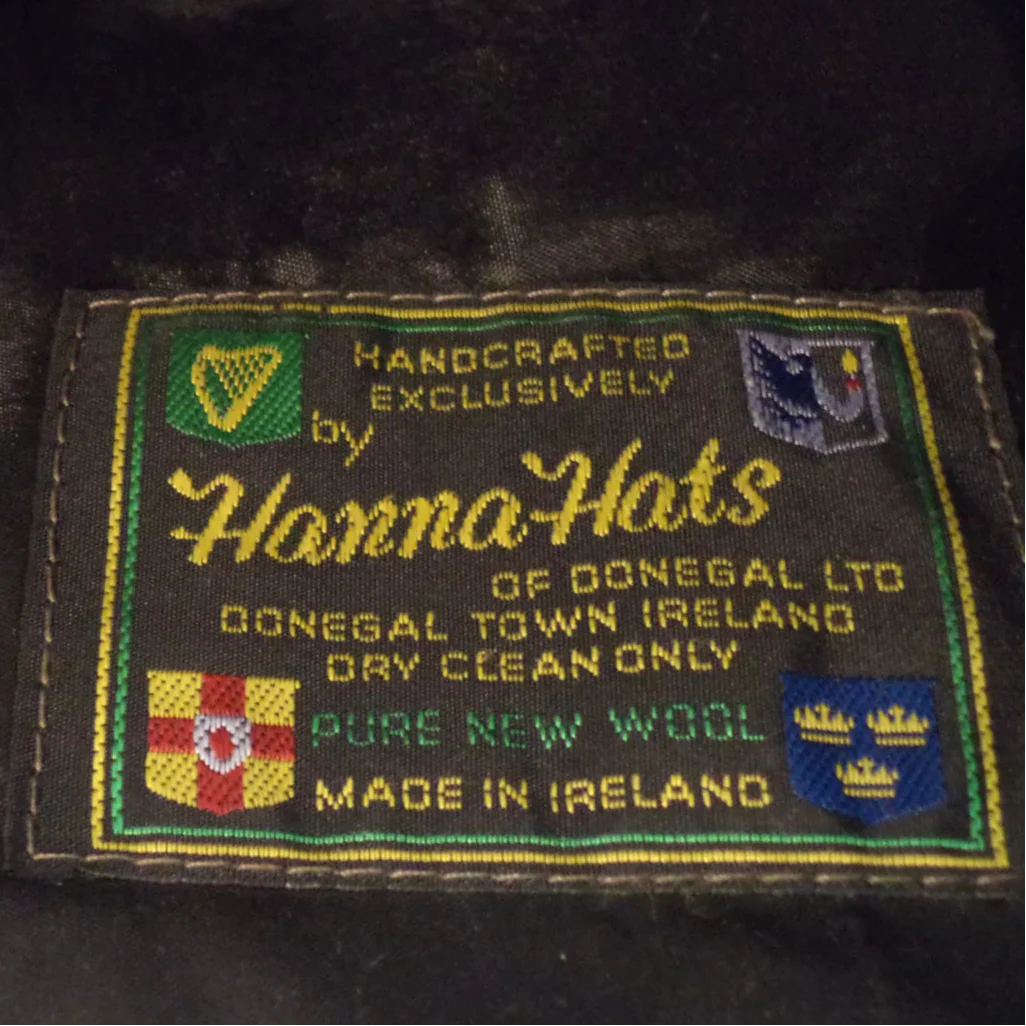 HANDCRAFTED
EXCLUSIVELY
by
Hanna Hats
OF DONEGAL LTD
DONEGAL TOWN IRELAND
DRY CLEAN ONLY
PURE NEW WOOL
MADE IN IRELAND